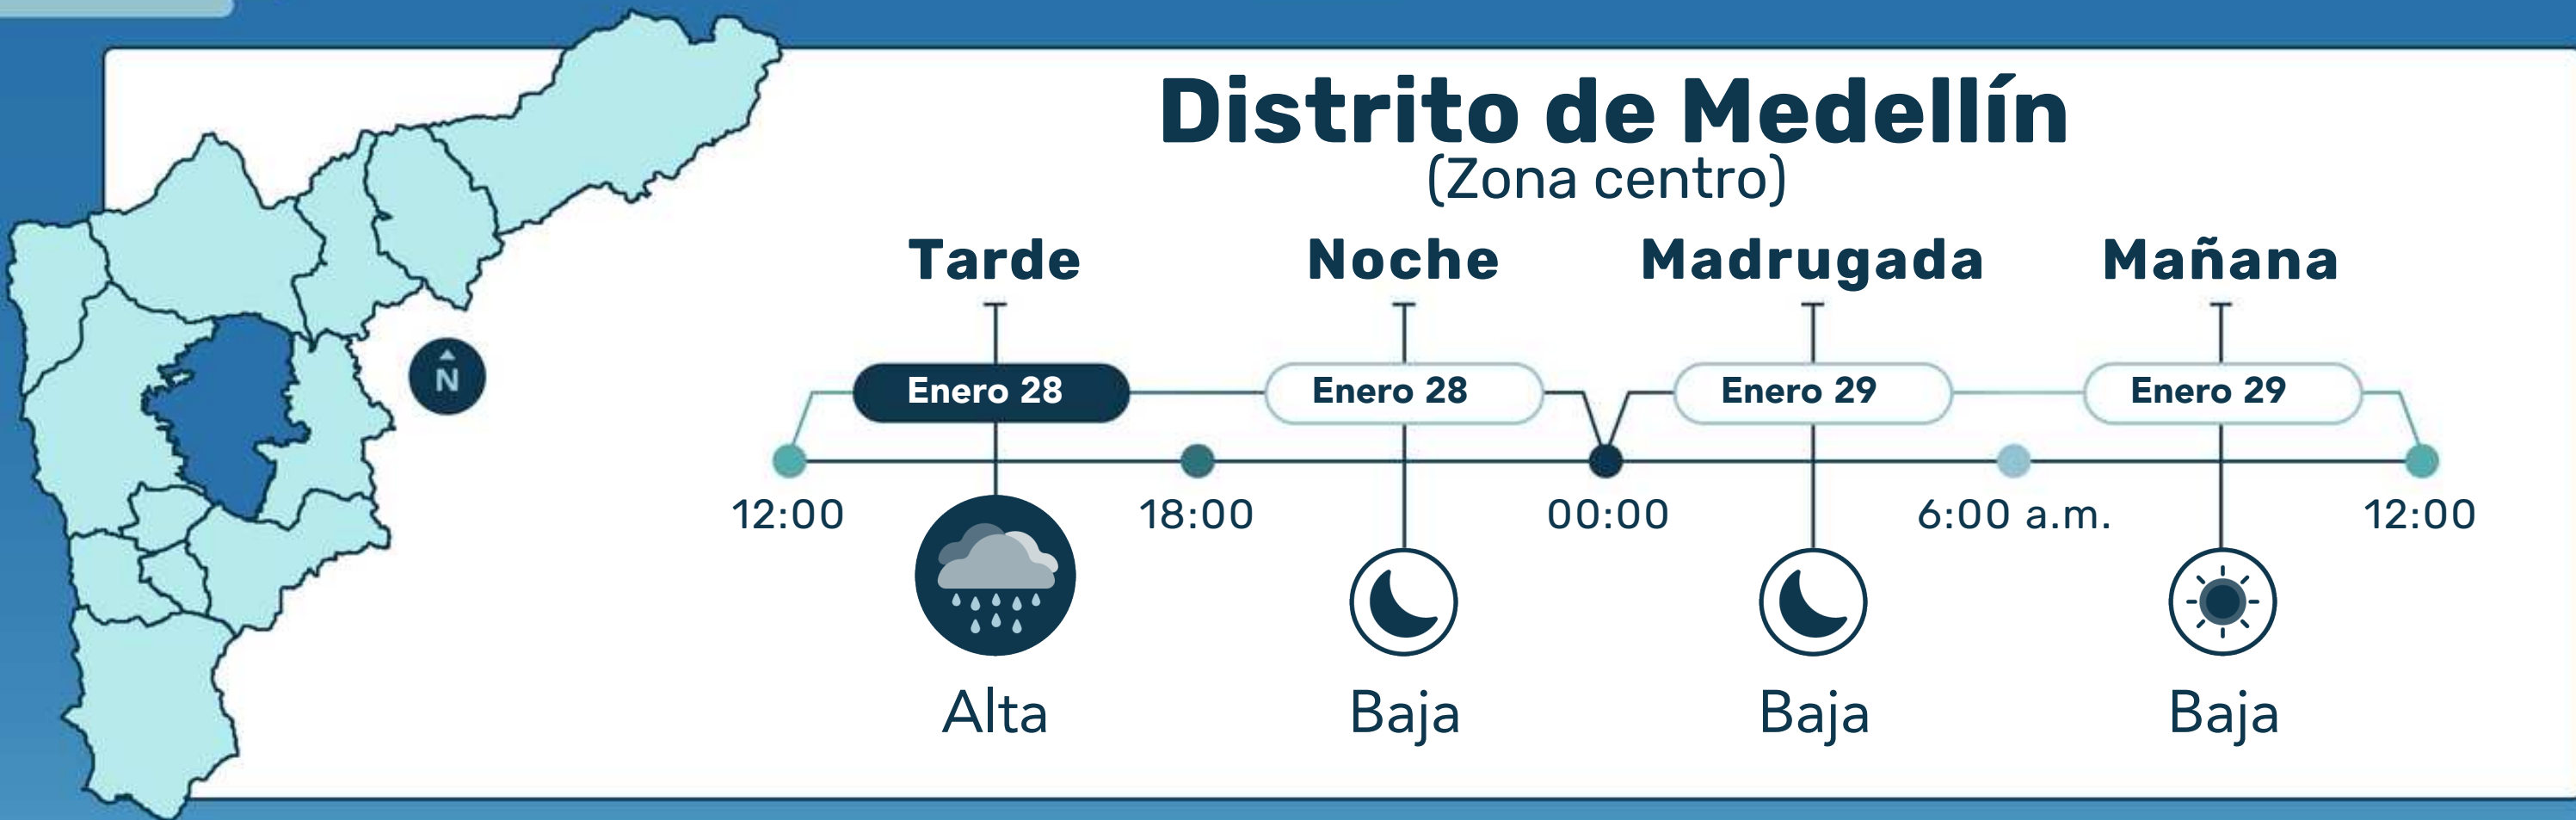 Distrito de Medellín
(Zona centro)
Tarde Noche Madrugada Mañana
N
Enero 28 Enero 28 Enero 29 Enero 29
12:00 18:00 00:00 6:00 a.m. 12:00
Alta Baja Baja Baja